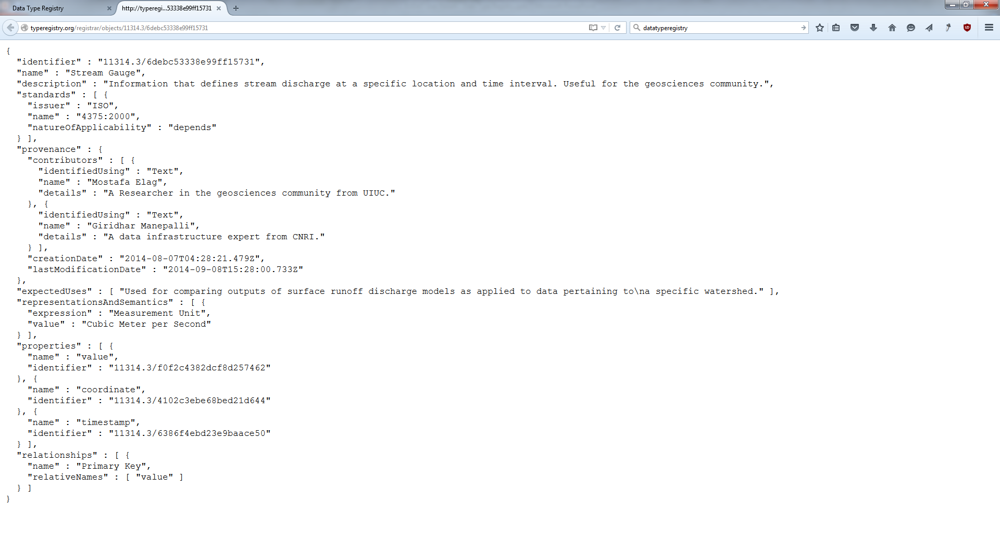 Data Type Registry
http://typeregi...53338e99ff15731
typeregistry.org/registrar/objects/11314.3/6debc53338e99ff15731
datatyperegistry
{
  "identifier" : "11314.3/6debc53338e99ff15731",
  "name" : "Stream Gauge",
  "description" : "Information that defines stream discharge at a specific location and time interval. Useful for the geosciences community.",
  "standards" : [ {
    "issuer" : "ISO",
    "name" : "4375:2000",
    "natureOfApplicability" : "depends"
  } ],
  "provenance" : {
    "contributors" : [ {
      "identifiedUsing" : "Text",
      "name" : "Mostafa Elag",
      "details" : "A Researcher in the geosciences community from UIUC."
    }, {
      "identifiedUsing" : "Text",
      "name" : "Giridhar Manepalli",
      "details" : "A data infrastructure expert from CNRI."
    } ],
    "creationDate" : "2014-08-07T04:28:21.479Z",
    "lastModificationDate" : "2014-09-08T15:28:00.733Z"
  },
  "expectedUses" : [ "Used for comparing outputs of surface runoff discharge models as applied to data pertaining to\na specific watershed." ],
  "representationsAndSemantics" : [ {
    "expression" : "Measurement Unit",
    "value" : "Cubic Meter per Second"
  } ],
  "properties" : [ {
    "name" : "value",
    "identifier" : "11314.3/f0f2c4382dcf8d257462"
  }, {
    "name" : "coordinate",
    "identifier" : "11314.3/4102c3ebe68bed21d644"
  }, {
    "name" : "timestamp",
    "identifier" : "11314.3/6386f4ebd23e9baace50"
  } ],
  "relationships" : [ {
    "name" : "Primary Key",
    "relativeNames" : [ "value" ]
  } ]
}